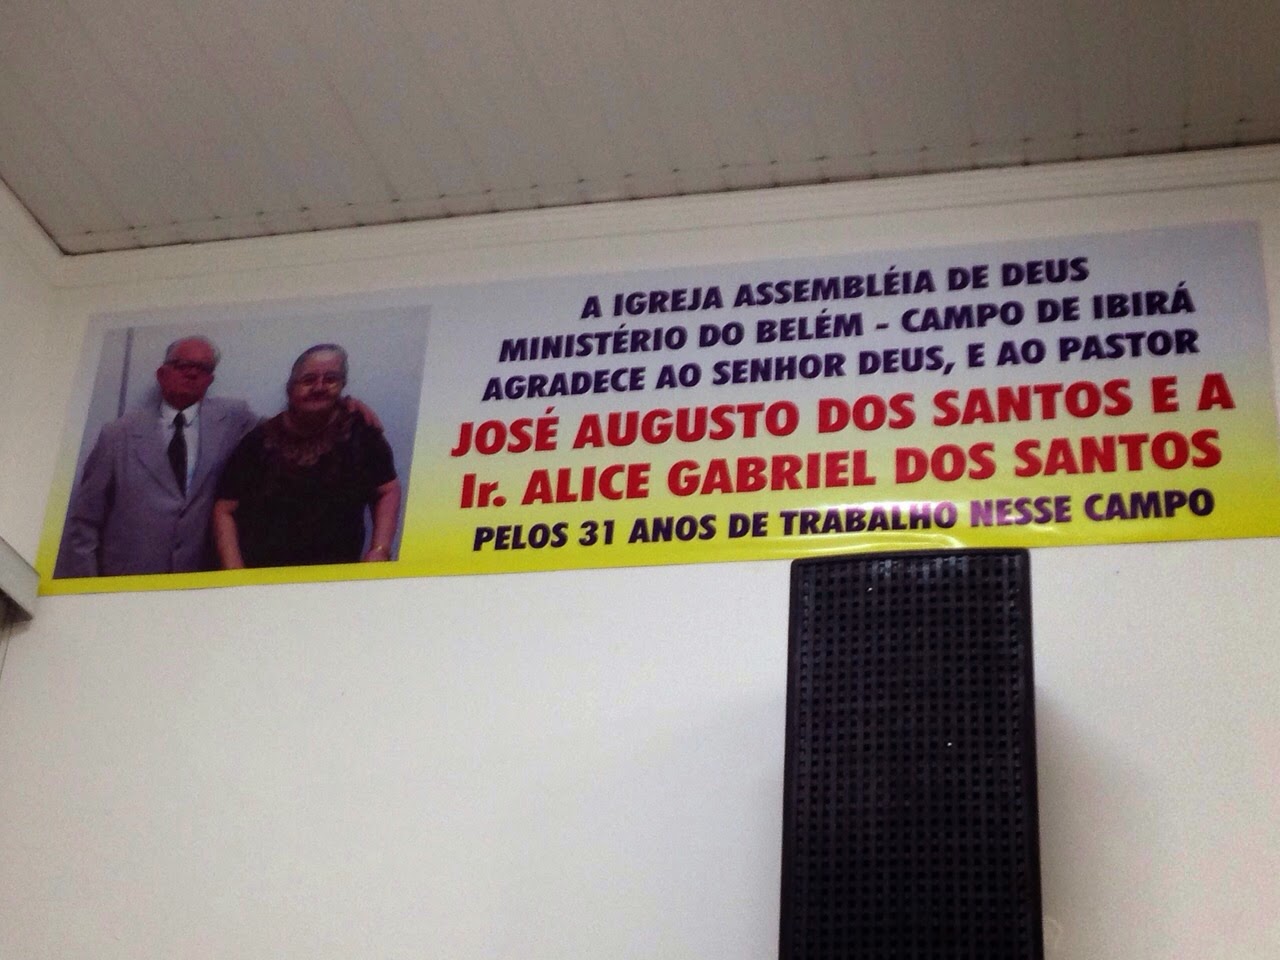 A IGREJA ASSEMBLÉIA DE DEUS
MINISTÉRIO DO BELÉM - CAMPO DE IBIRÁ
AGRADECE AO SENHOR DEUS, E AO PASTOR
JOSÉ AUGUSTO DOS SANTOS E A
Ir. ALICE GABRIEL DOS SANTOS
PELOS 31 ANOS DE TRABALHO NESSE CAMPO